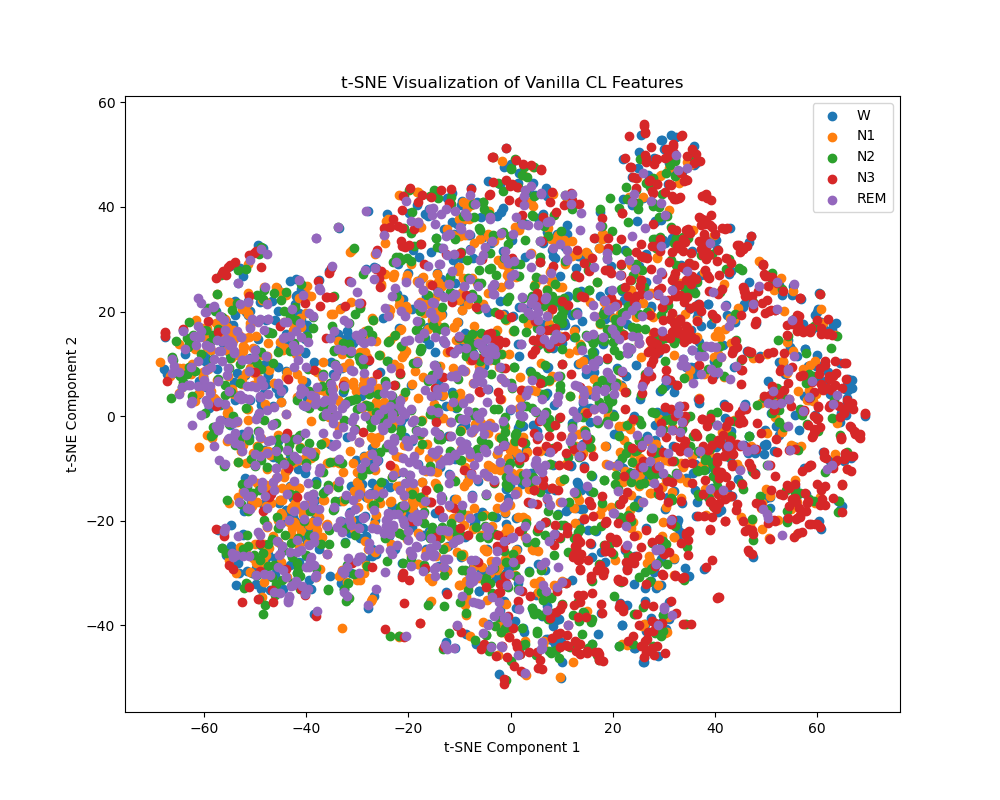 t-SNE Visualization of Vanilla CL Features
60
40
20
0
−20
−40
t-SNE Component 2
W
N1
N2
N3
REM
−60
−40
−20
0
20
40
60
t-SNE Component 1